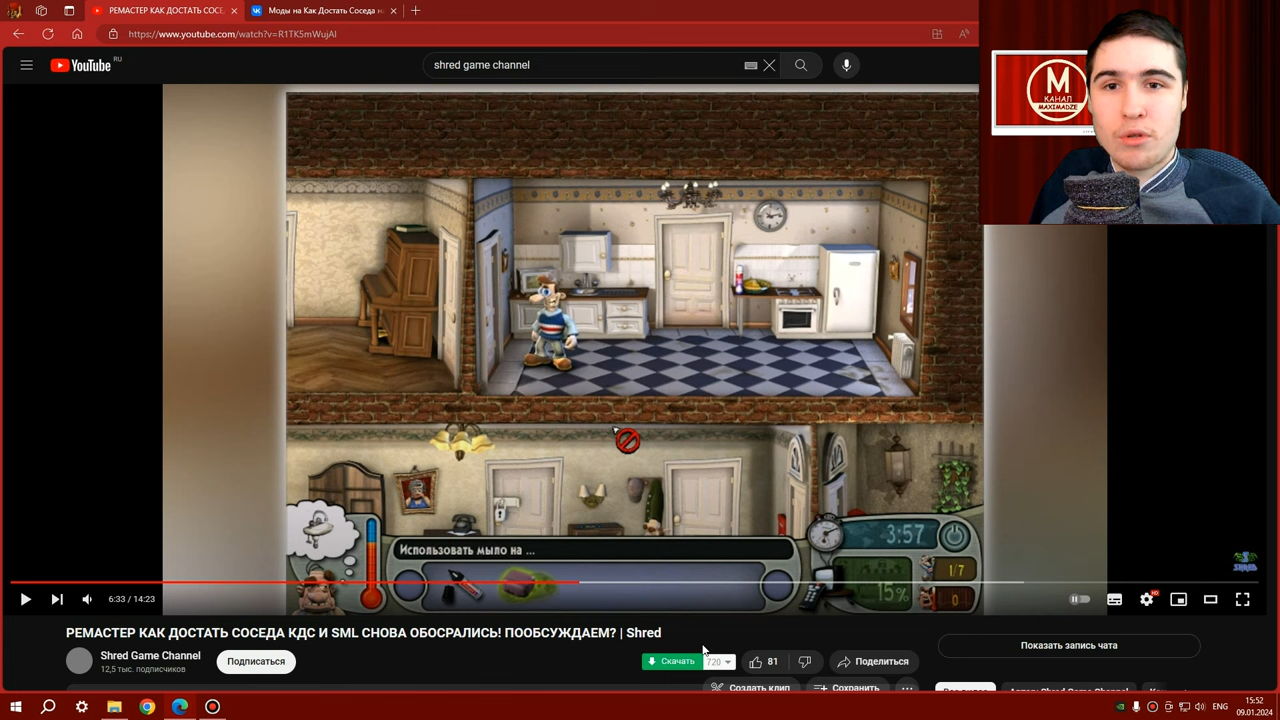 РЕМАСТЕР КАК ДОСТАТЬ СОСЕ
Моды на Как Достать Соседа н
https://www.youtube.com/watch?v=R1TK5mWujAI
YouTube RU
shred game channel
М
КАНАЛ
MAXIMADZE
3:57
Использовать мыло на ...
1/7
15%
0
SHRED
6:33 / 14:23
РЕМАСТЕР КАК ДОСТАТЬ СОСЕДА КДС И SML СНОВА ОБОСРАЛИСЬ! ПООБСУЖДАЕМ? | Shred
Показать запись чата
Shred Game Channel
12,5 тыс. подписчиков
Подписаться
Скачать 720
81
Поделиться
Создать клип
Сохранить
15:52
ENG
09.01.2024